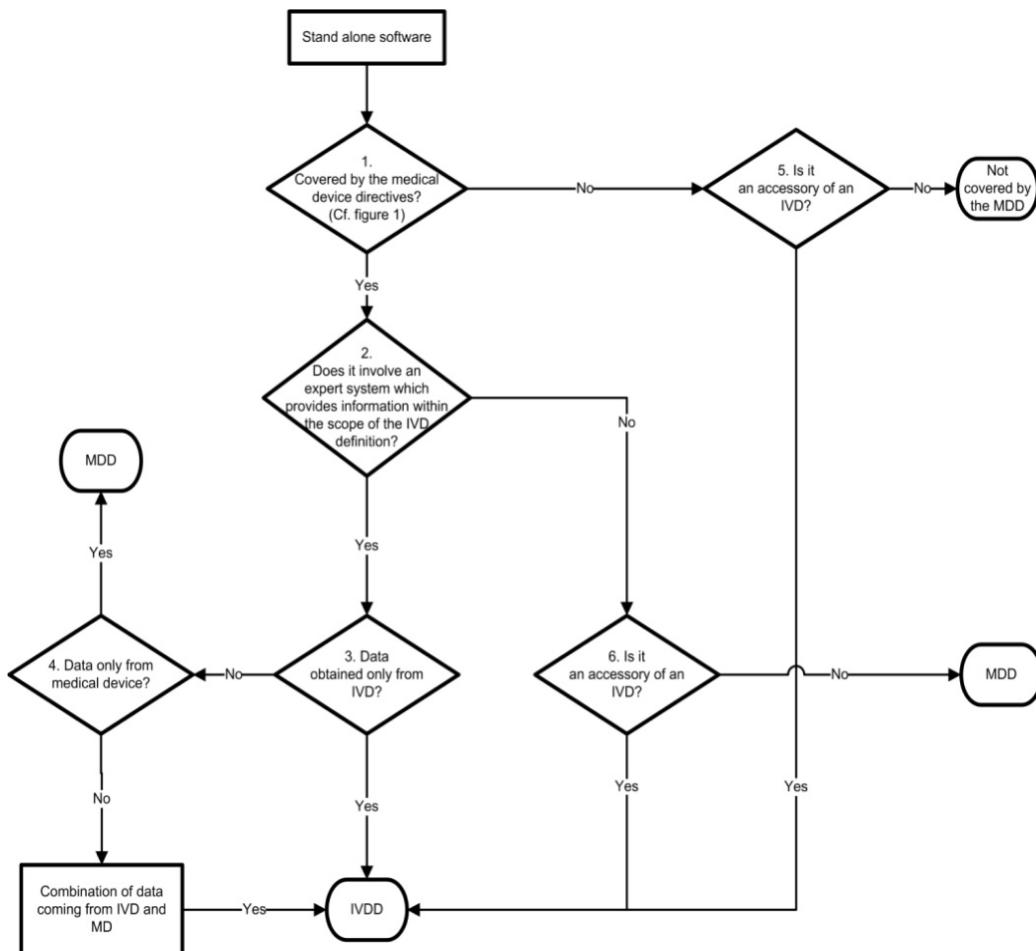 Stand alone software
1.
Covered by the medical
device directives?
(Cf. figure 1)
No
5. Is it
an accessory of an
IVD?
No
Not
covered by
the MDD
Yes
2.
Does it involve an
expert system which
provides information within
the scope of the IVD
definition?
No
MDD
Yes
Yes
4. Data only from
medical device?
No
3. Data
obtained only from
IVD?
6. Is it
an accessory of an
IVD?
No
MDD
No
Yes
Yes
Yes
Combination of data
coming from IVD and
MD
Yes
IVDD